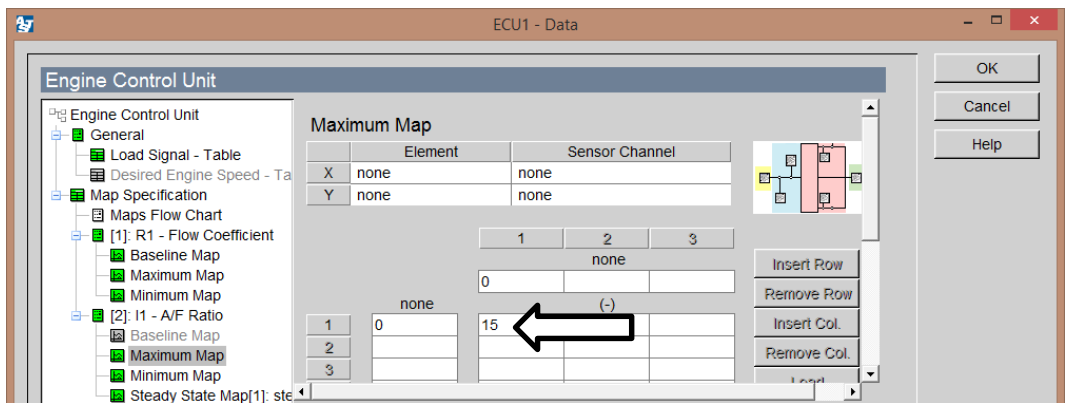 ECU1 - Data
Engine Control Unit
OK
Cancel
Help
Engine Control Unit
General
Load Signal - Table
Desired Engine Speed - Ta
Map Specification
Maps Flow Chart
[1]: R1 - Flow Coefficient
Baseline Map
Maximum Map
Minimum Map
[2]: I1 - A/F Ratio
Baseline Map
Maximum Map
Minimum Map
Steady State Map[1]: ste
Maximum Map
Element Sensor Channel
X none none
Y none none
1 2 3
none
0
none (-)
1 0 15
2
3
Insert Row
Remove Row
Insert Col.
Remove Col.
Load